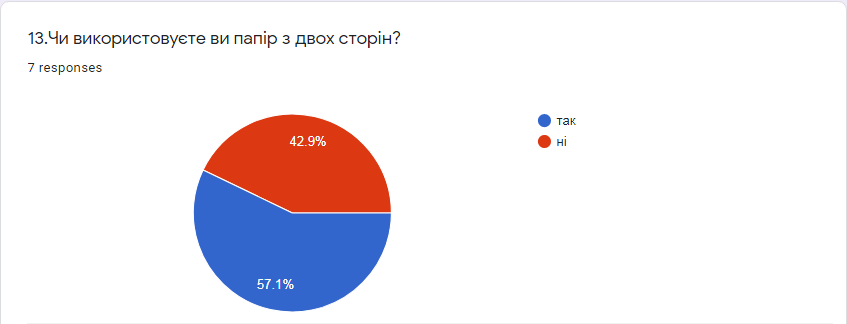 13.Чи використовуєте ви папір з двох сторін?
7 responses
так
ні
42.9%
57.1%